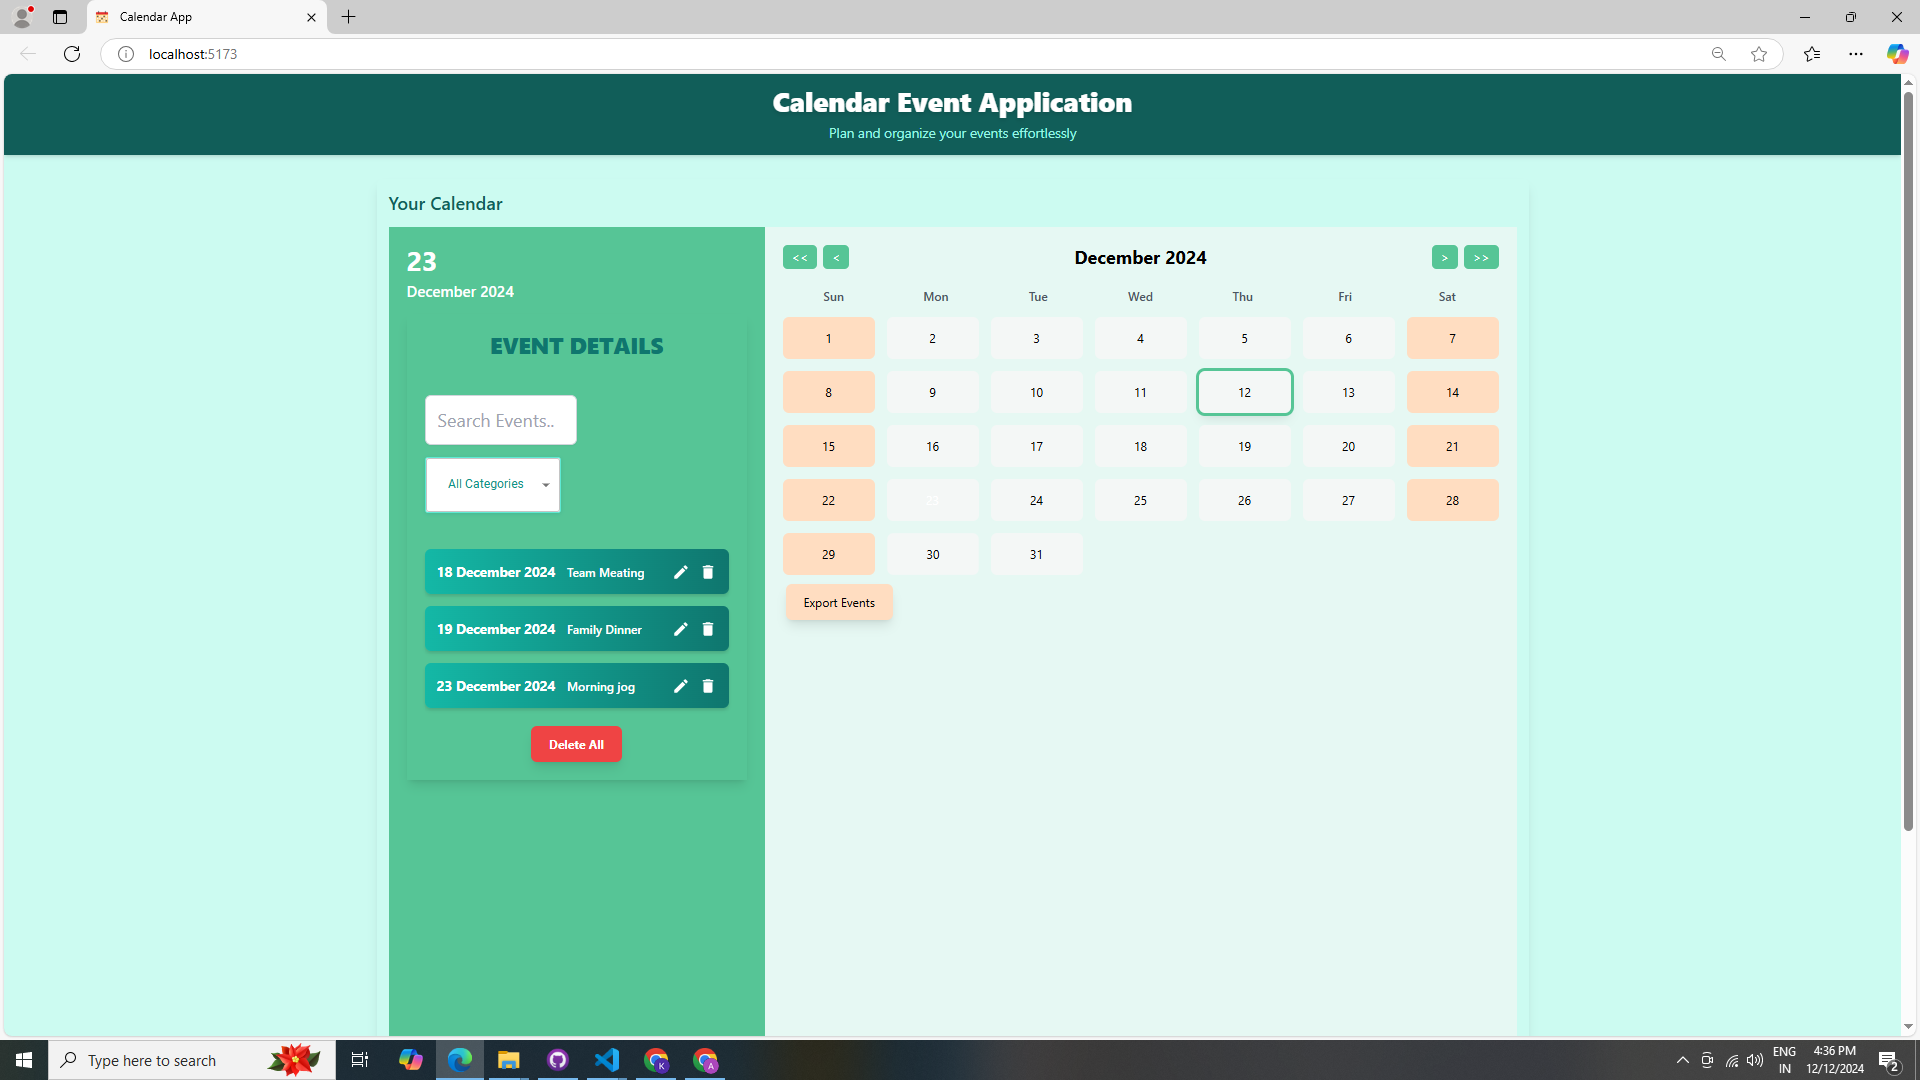 Calendar App
localhost:5173
Calendar Event Application
Plan and organize your events effortlessly
Your Calendar
23
December 2024
EVENT DETAILS
Search Events..
All Categories
18 December 2024 Team Meating
19 December 2024 Family Dinner
23 December 2024 Morning jog
Delete All
<< < December 2024 > >>
Sun Mon Tue Wed Thu Fri Sat
1 2 3 4 5 6 7
8 9 10 11 12 13 14
15 16 17 18 19 20 21
22 23 24 25 26 27 28
29 30 31
Export Events
Type here to search
K
A
ENG
IN
4:36 PM
12/12/2024
2